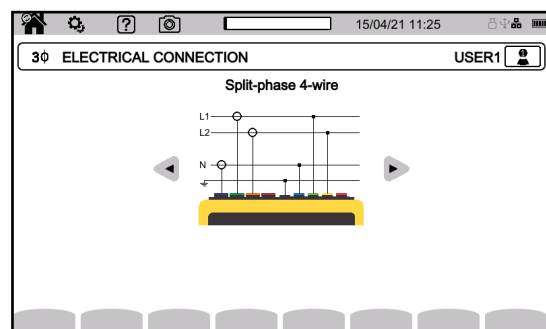 ?
15/04/21 11:25
3ϕ ELECTRICAL CONNECTION
USER1
Split-phase 4-wire
L1
L2
N